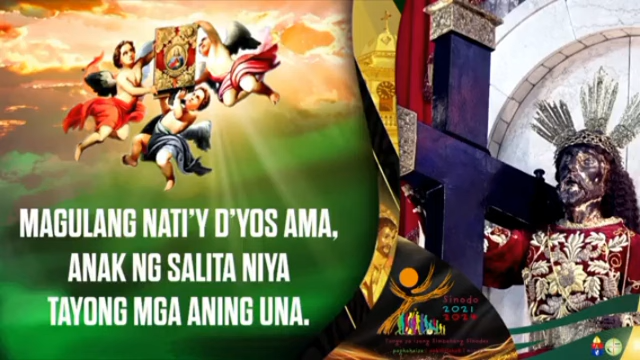 MAGULANG NATI'Y D'YOS AMA,
ANAK NG SALITA NIYA
TAYONG MGA ANING UNA.
Sinodo
2021
2024